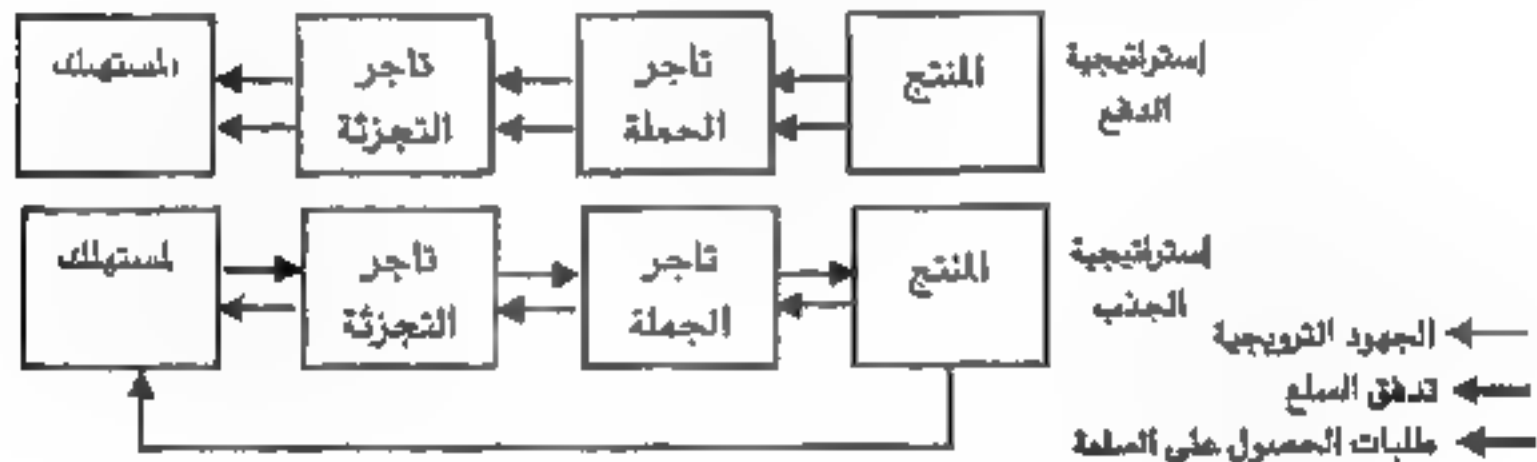 إستراتيجية
الدفع
المنتج
تاجر
الجملة
تاجر
التجزئة
المستهلك
إستراتيجية
الجذب
المنتج
تاجر
الجملة
تاجر
التجزئة
لمستهلك
الجهود الترويجية
تدفق السلع
طلبات الحصول على السلعة